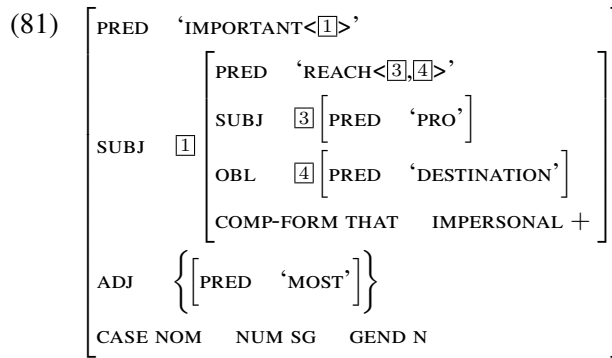 (81) PRED ‘IMPORTANT<1>’
PRED ‘REACH<3,4>’
SUBJ 3 [PRED ‘PRO’]
SUBJ 1
OBL 4 [PRED ‘DESTINATION’]
COMP-FORM THAT IMPERSONAL +
ADJ {[PRED ‘MOST’]}
CASE NOM NUM SG GEND N